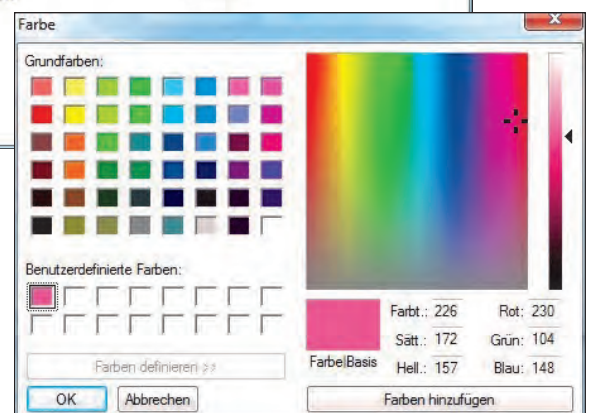 Farbe
Grundfarben:
Benutzerdefinierte Farben:
Farben definieren >>
OK Abbrechen
Farbe|Basis
Farbt.: 226 Rot: 230
Sätt.: 172 Grün: 104
Hell.: 157 Blau: 148
Farben hinzufügen